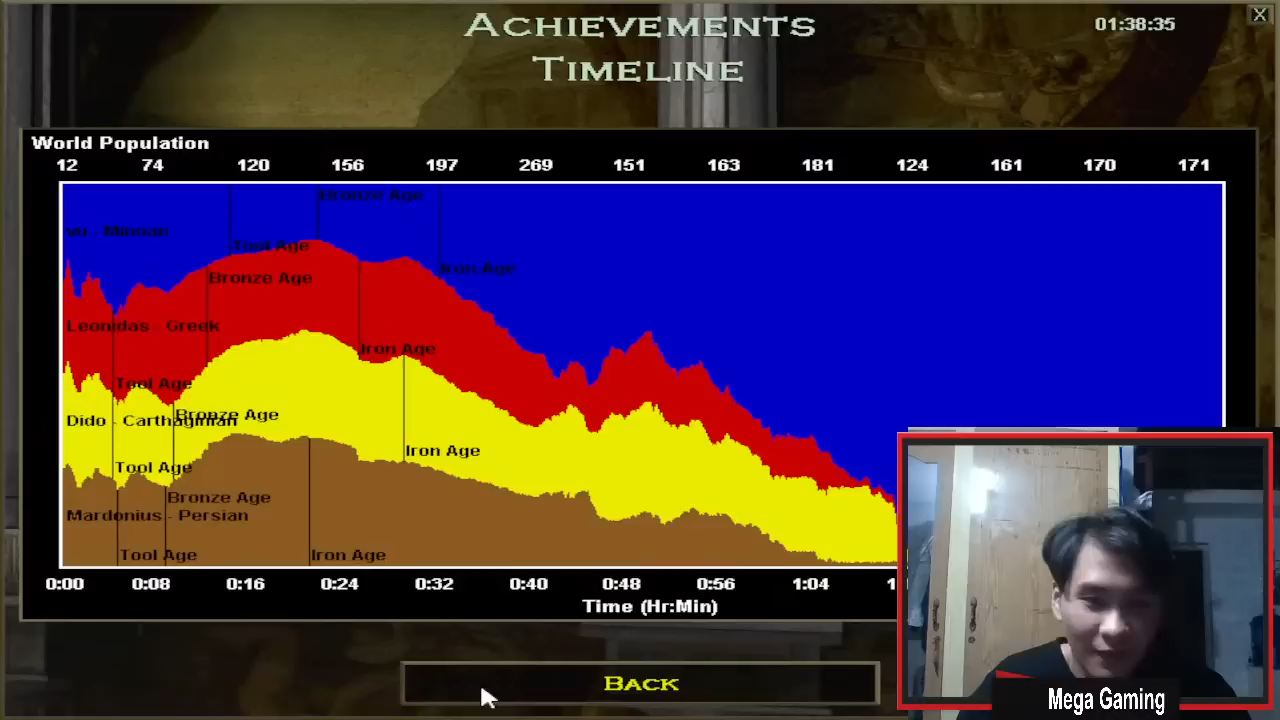 ACHIEVEMENTS
TIMELINE
01:38:35
X
World Population
12 74 120 156 197 269 151 163 181 124 161 170 171
Bronze Age
Vu - Minoan
Tool Age
Iron Age
Bronze Age
Leonidas - Greek
Iron Age
Tool Age
Bronze Age
Dido - Carthaginian
Iron Age
Tool Age
Bronze Age
Mardonius - Persian
Tool Age
Iron Age
0:00 0:08 0:16 0:24 0:32 0:40 0:48 0:56 1:04
Time (Hr:Min)
BACK
Mega Gaming